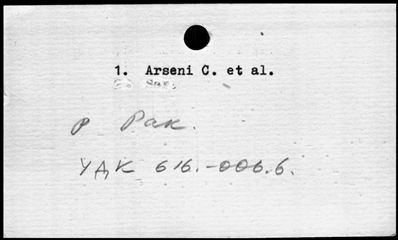 1. Arseni C. et al.
р Рак.
УДК 616.-006.6.